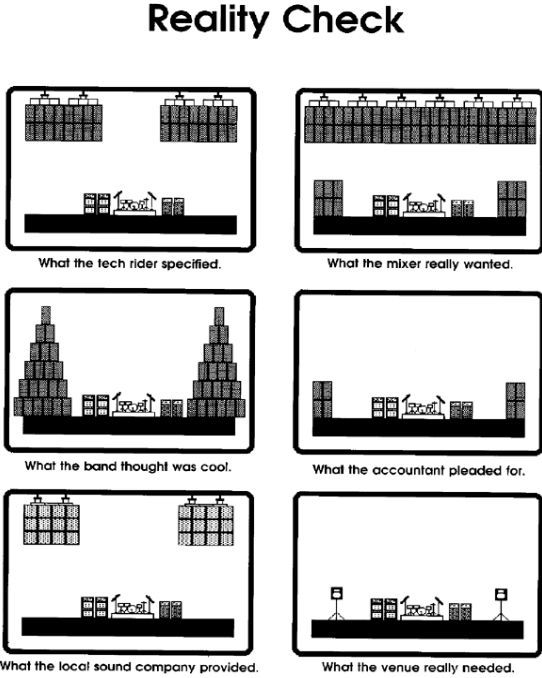 Reality Check
What the tech rider specified.
What the mixer really wanted.
What the band thought was cool.
What the accountant pleaded for.
What the local sound company provided.
What the venue really needed.